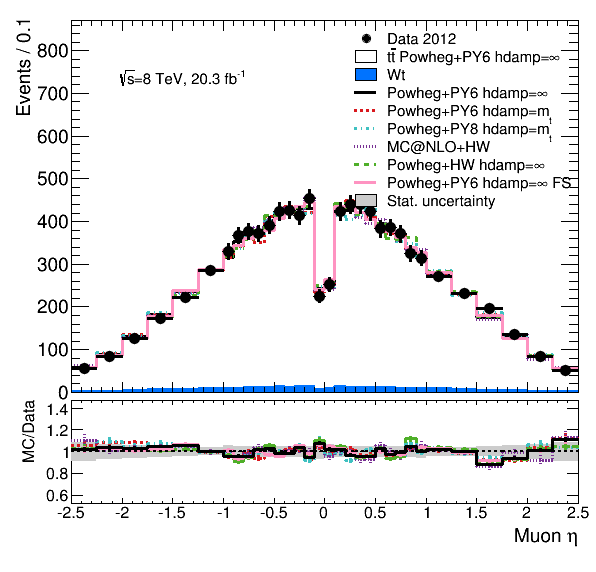 Events / 0.1
800
700
600
500
400
300
200
100
0
√s=8 TeV, 20.3 fb⁻¹
Data 2012
tt̄ Powheg+PY6 hdamp=∞
Wt
Powheg+PY6 hdamp=∞
Powheg+PY6 hdamp=mₜ
Powheg+PY8 hdamp=mₜ
MC@NLO+HW
Powheg+HW hdamp=∞
Powheg+PY6 hdamp=∞ FS
Stat. uncertainty
MC/Data
1.4
1.2
1
0.8
0.6
-2.5 -2 -1.5 -1 -0.5 0 0.5 1 1.5 2 2.5
Muon η